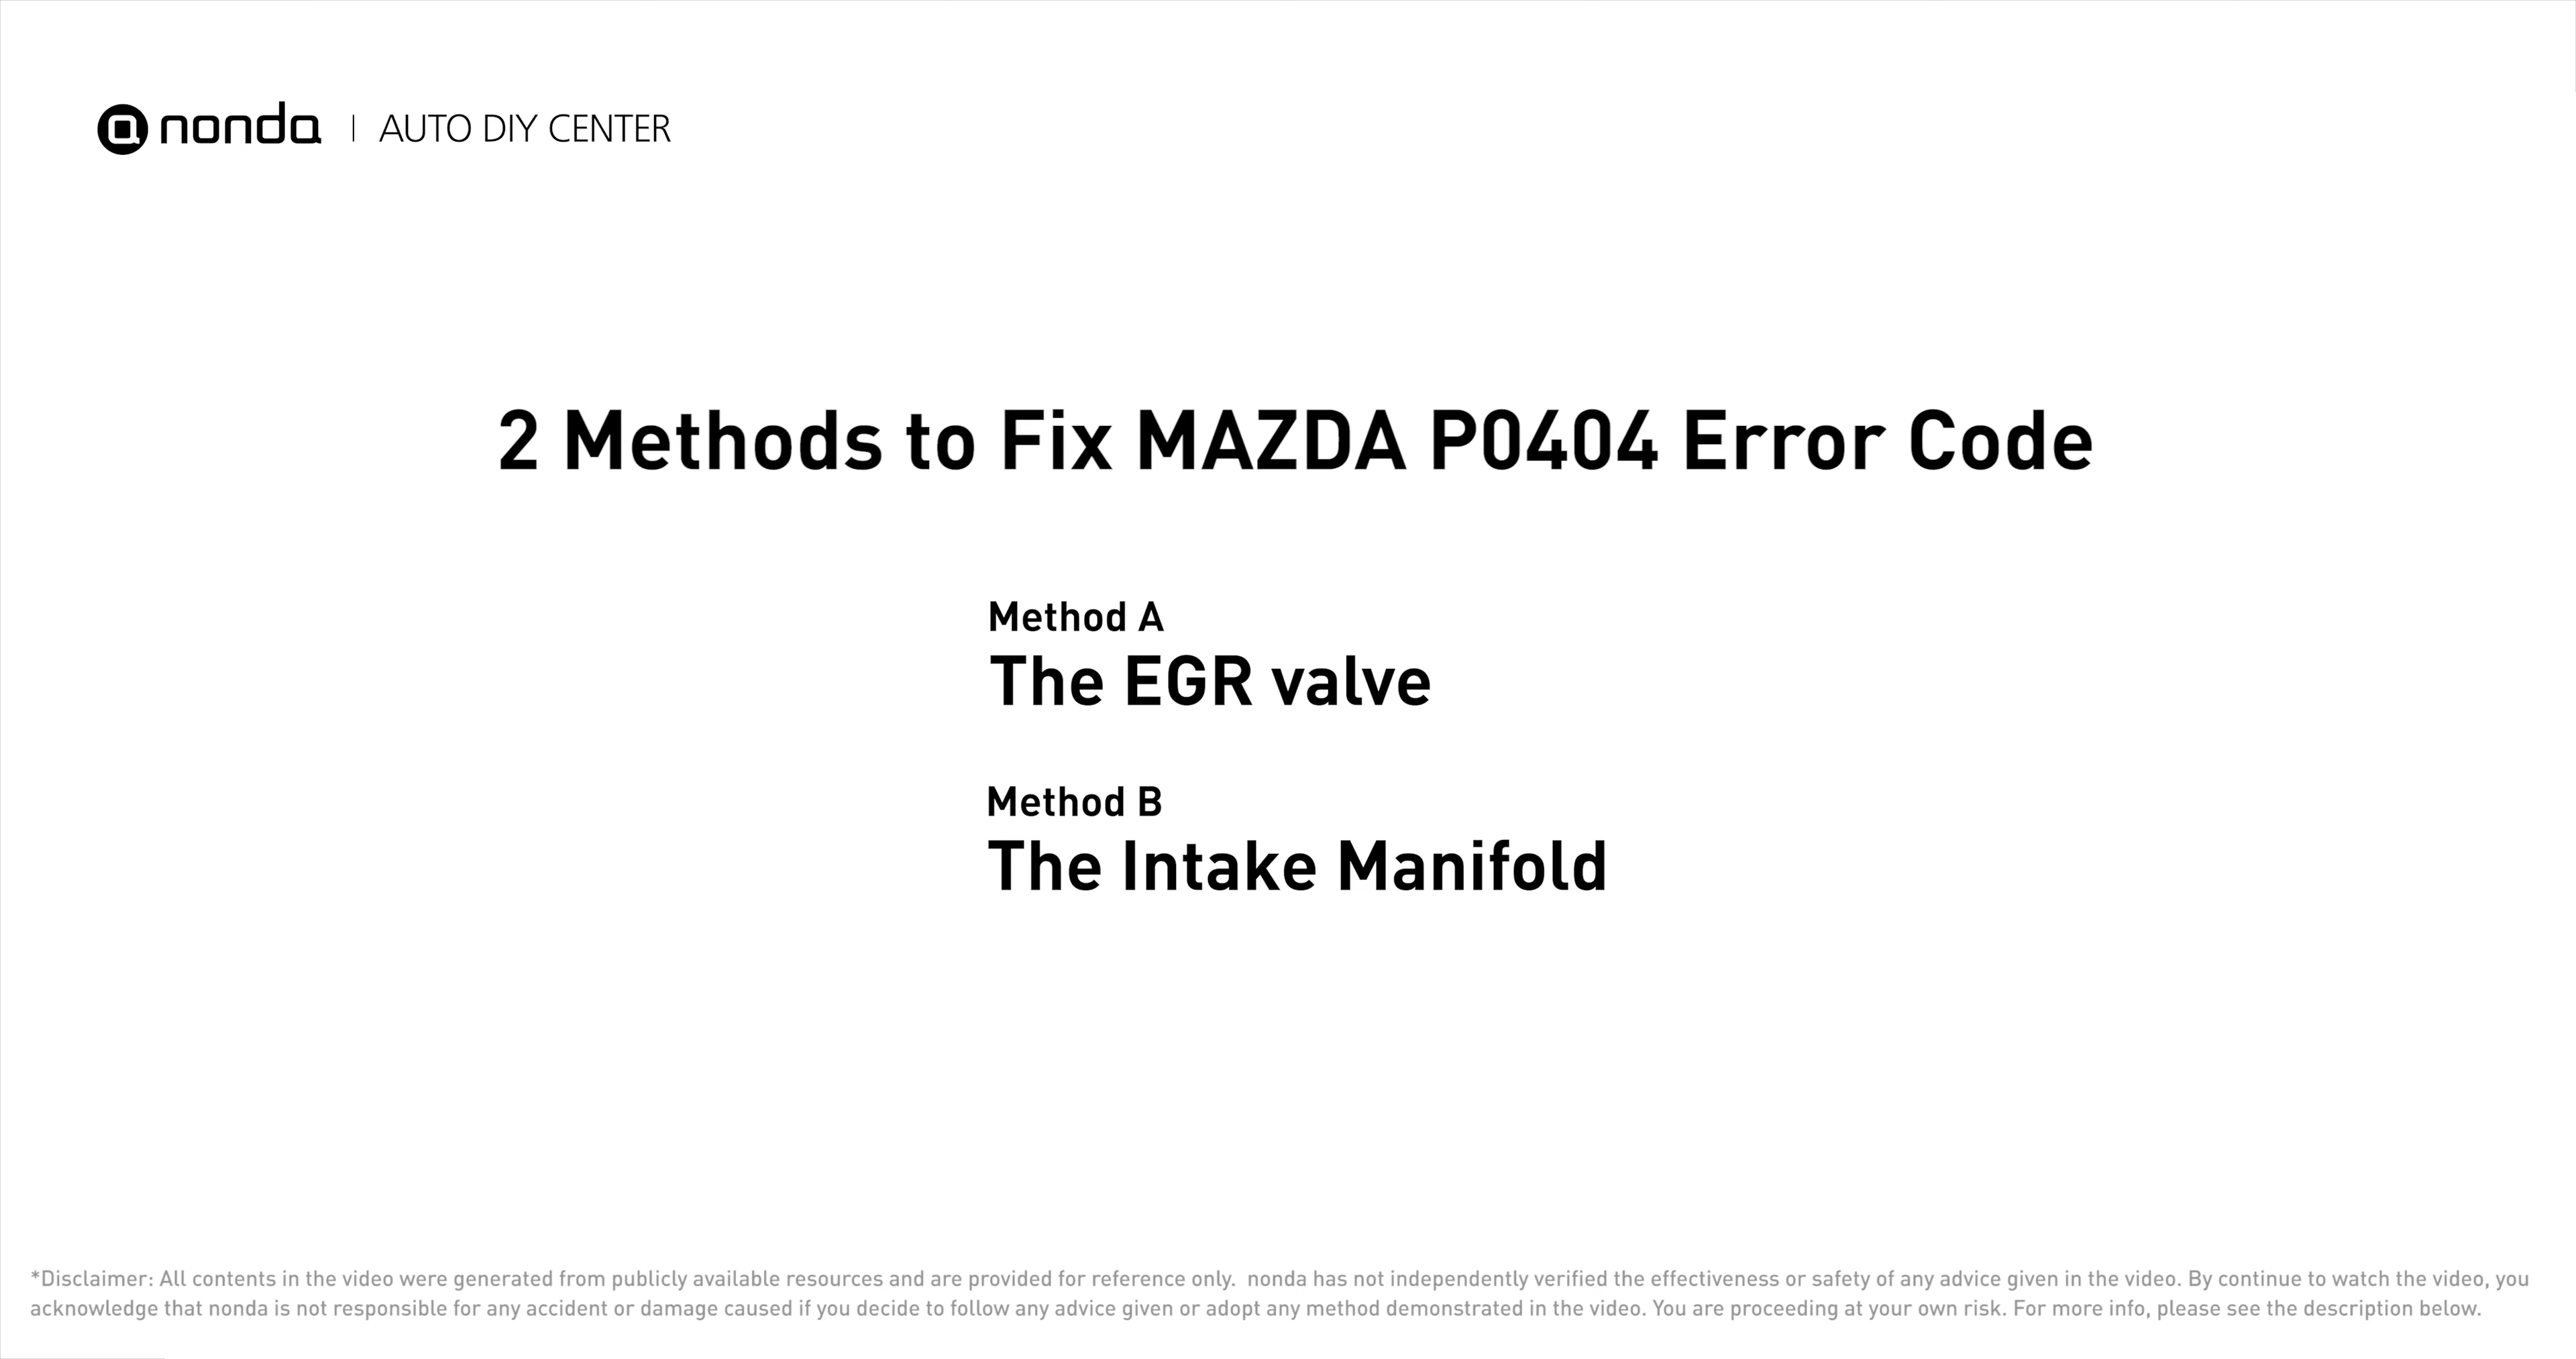 nonda | AUTO DIY CENTER
2 Methods to Fix MAZDA P0404 Error Code
Method A
The EGR valve
Method B
The Intake Manifold
*Disclaimer: All contents in the video were generated from publicly available resources and are provided for reference only. nonda has not independently verified the effectiveness or safety of any advice given in the video. By continue to watch the video, you
acknowledge that nonda is not responsible for any accident or damage caused if you decide to follow any advice given or adopt any method demonstrated in the video. You are proceeding at your own risk. For more info, please see the description below.